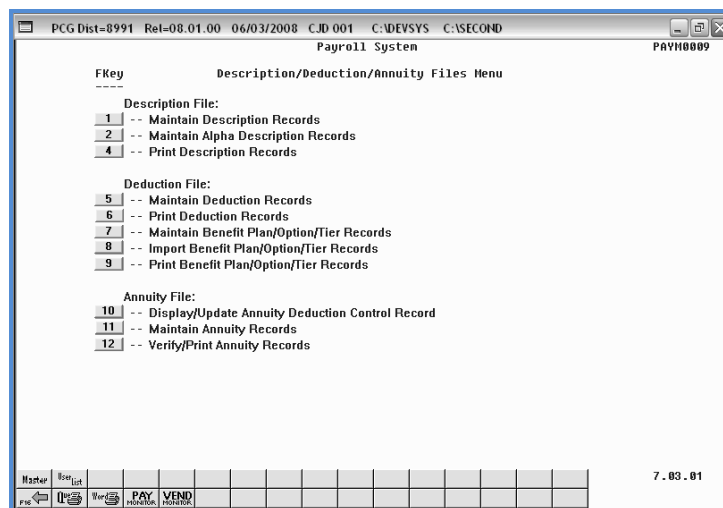 PCG Dist=8991 Rel=08.01.00 06/03/2008 CJD 001 C:\DEVSYS C:\SECOND
Payroll System PAYM0009
FKey Description/Deduction/Annuity Files Menu
----
Description File:
1 -- Maintain Description Records
2 -- Maintain Alpha Description Records
4 -- Print Description Records
Deduction File:
5 -- Maintain Deduction Records
6 -- Print Deduction Records
7 -- Maintain Benefit Plan/Option/Tier Records
8 -- Import Benefit Plan/Option/Tier Records
9 -- Print Benefit Plan/Option/Tier Records
Annuity File:
10 -- Display/Update Annuity Deduction Control Record
11 -- Maintain Annuity Records
12 -- Verify/Print Annuity Records
Master User List 7.03.01
F16 Que Word PAY MONITOR VEND MONITOR